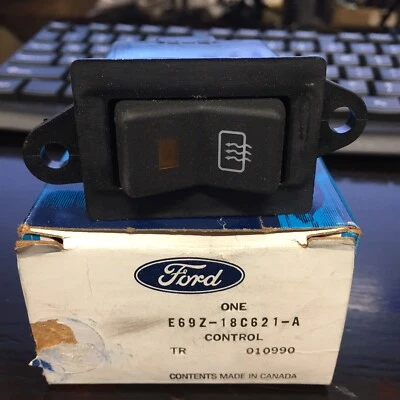 Ford
ONE
E69Z-18C621-A
CONTROL
TR 010990
CONTENTS MADE IN CANADA